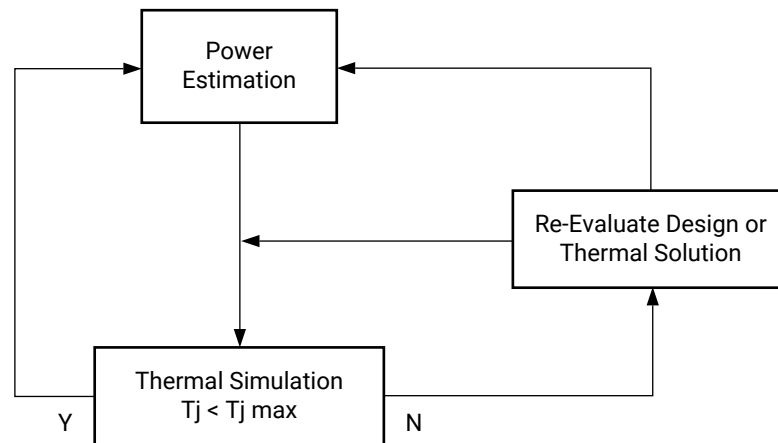 Power
Estimation
Re-Evaluate Design or
Thermal Solution
Thermal Simulation
Tj < Tj max
Y
N